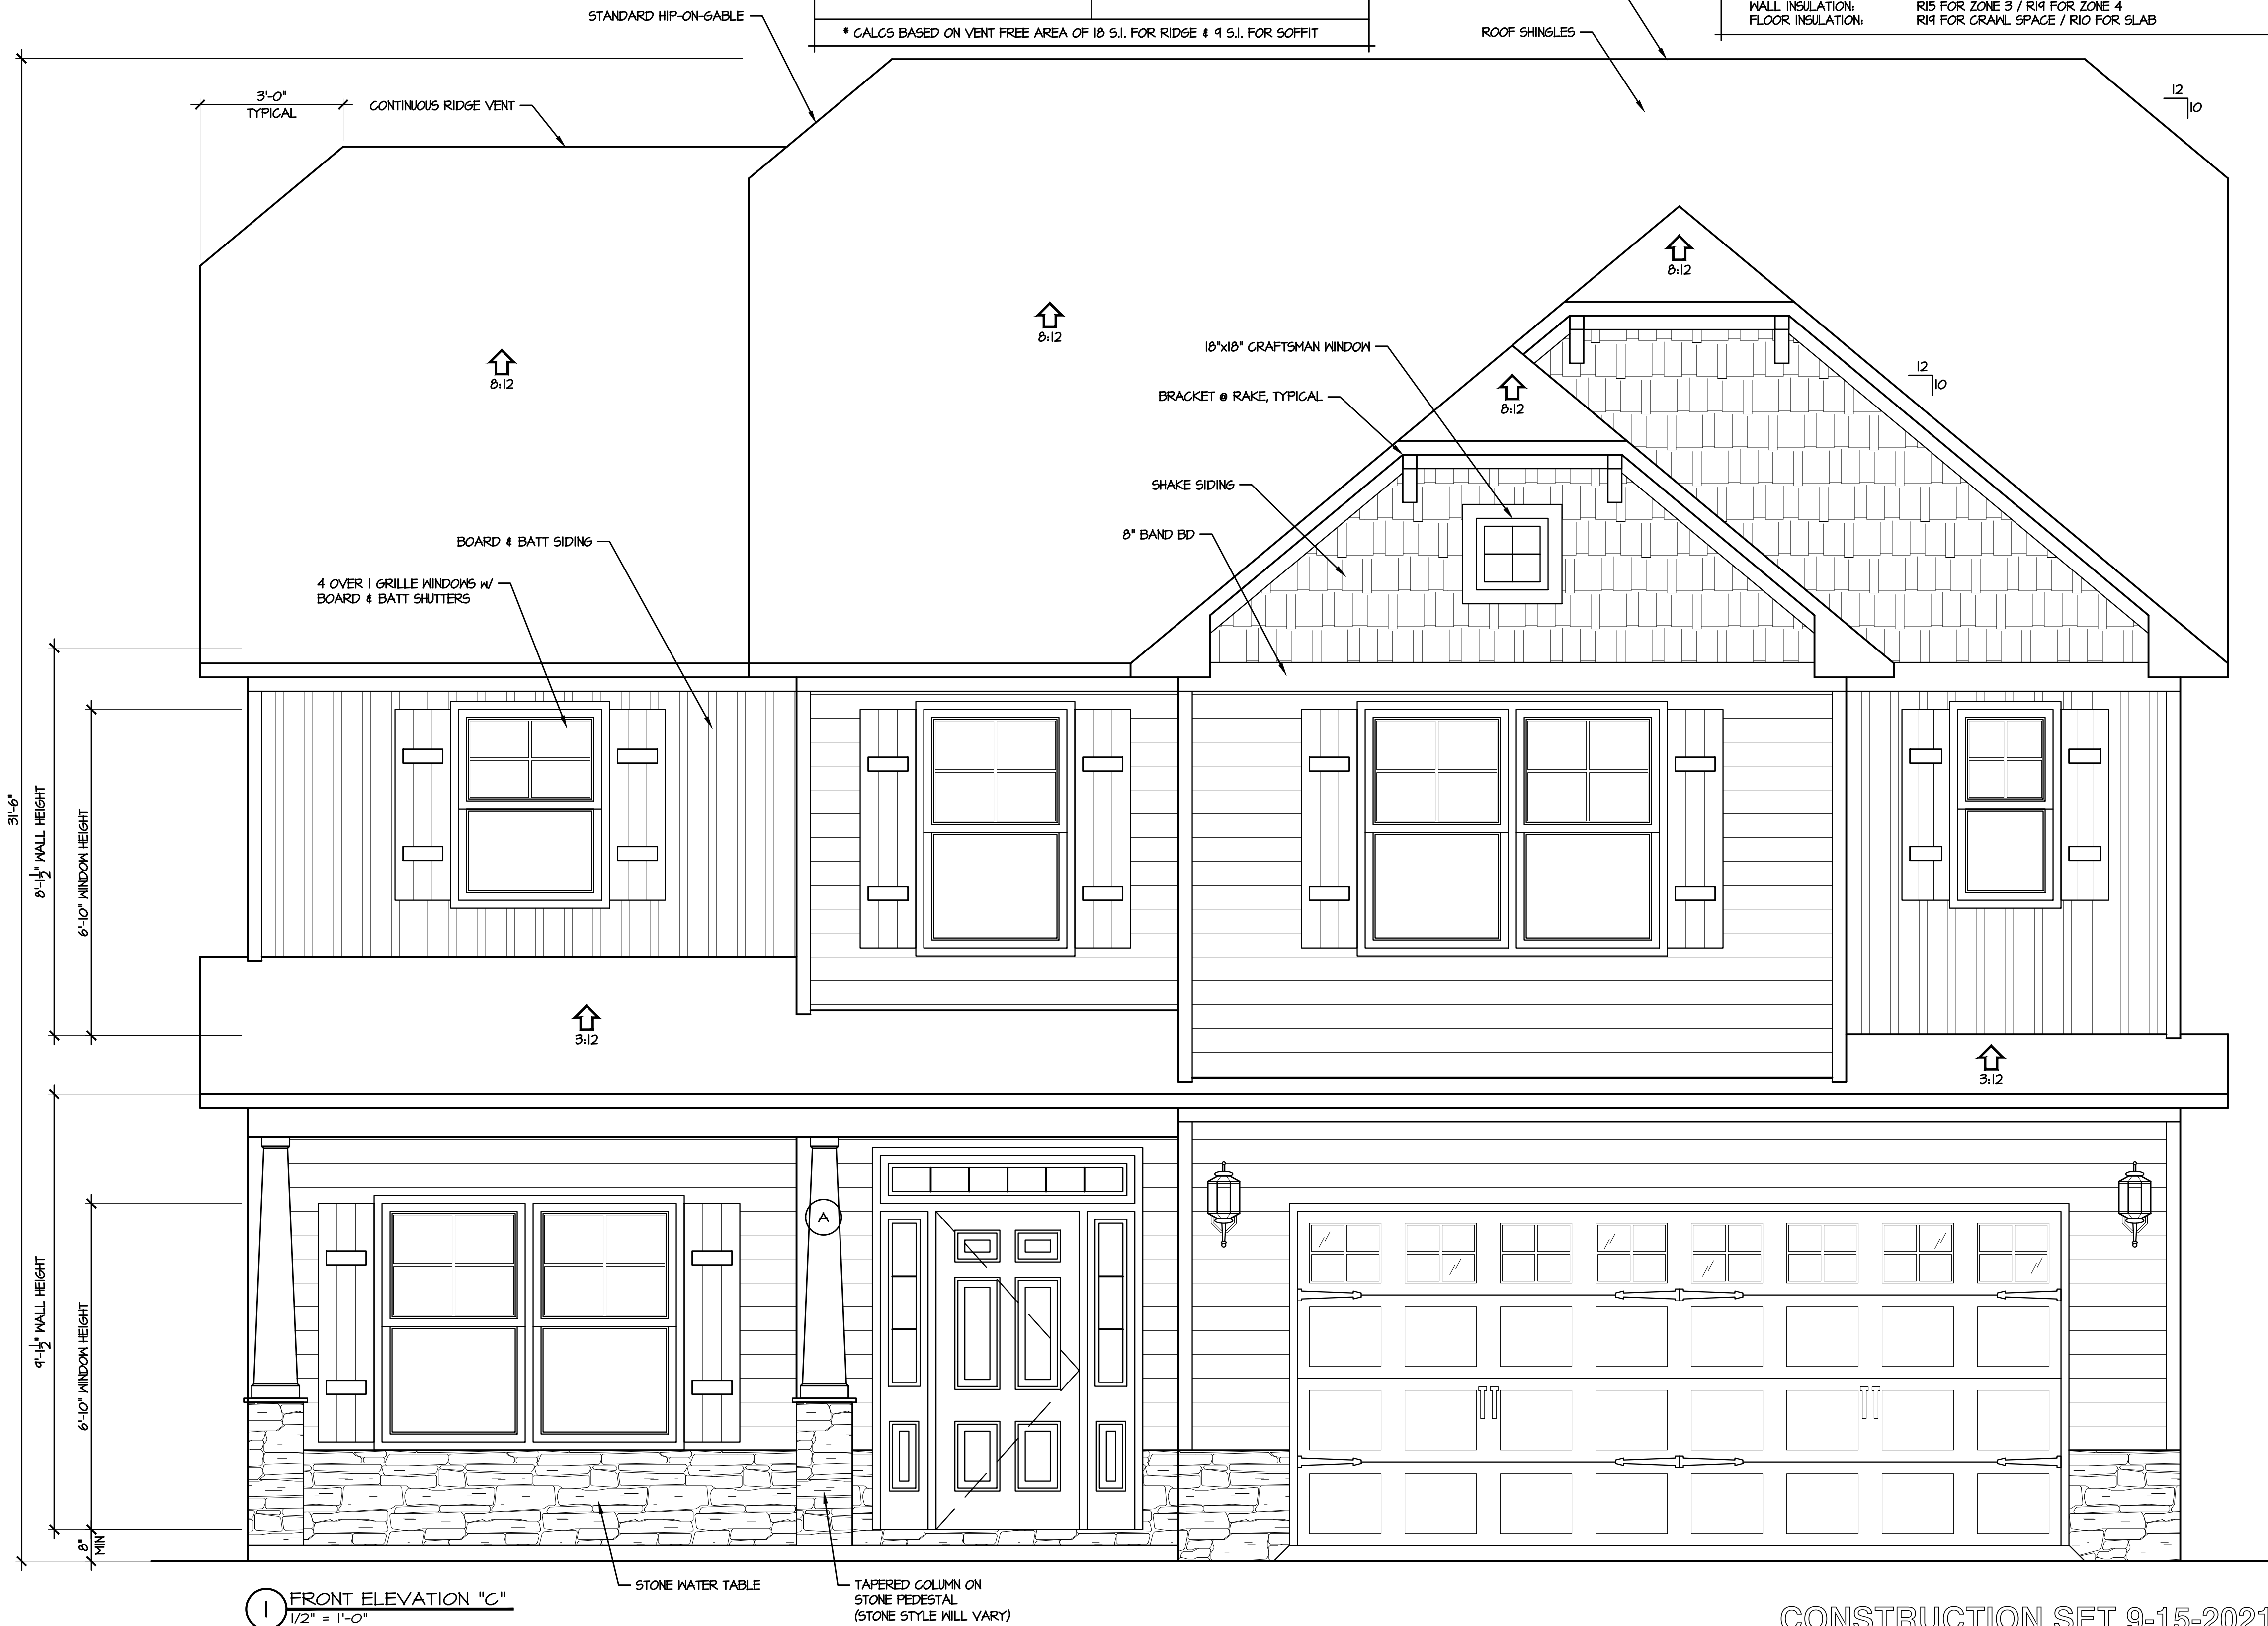 STANDARD HIP-ON-GABLE
* CALCS BASED ON VENT FREE AREA OF 18 S.I. FOR RIDGE & 9 S.I. FOR SOFFIT
ROOF SHINGLES
WALL INSULATION: R15 FOR ZONE 3 / R19 FOR ZONE 4
FLOOR INSULATION: R19 FOR CRAWL SPACE / R10 FOR SLAB
3'-0"
TYPICAL
CONTINUOUS RIDGE VENT
12
10
8:12
8:12
8:12
18"x18" CRAFTSMAN WINDOW
12
10
8:12
BRACKET @ RAKE, TYPICAL
SHAKE SIDING
8" BAND BD
BOARD & BATT SIDING
4 OVER 1 GRILLE WINDOWS w/
BOARD & BATT SHUTTERS
31'-6"
8'-1 1/2" WALL HEIGHT
6'-10" WINDOW HEIGHT
3:12
3:12
A
9'-1 1/2" WALL HEIGHT
6'-10" WINDOW HEIGHT
8"
MIN
STONE WATER TABLE
TAPERED COLUMN ON
STONE PEDESTAL
(STONE STYLE WILL VARY)
1
FRONT ELEVATION "C"
1/2" = 1'-0"
CONSTRUCTION SET 9-15-2021